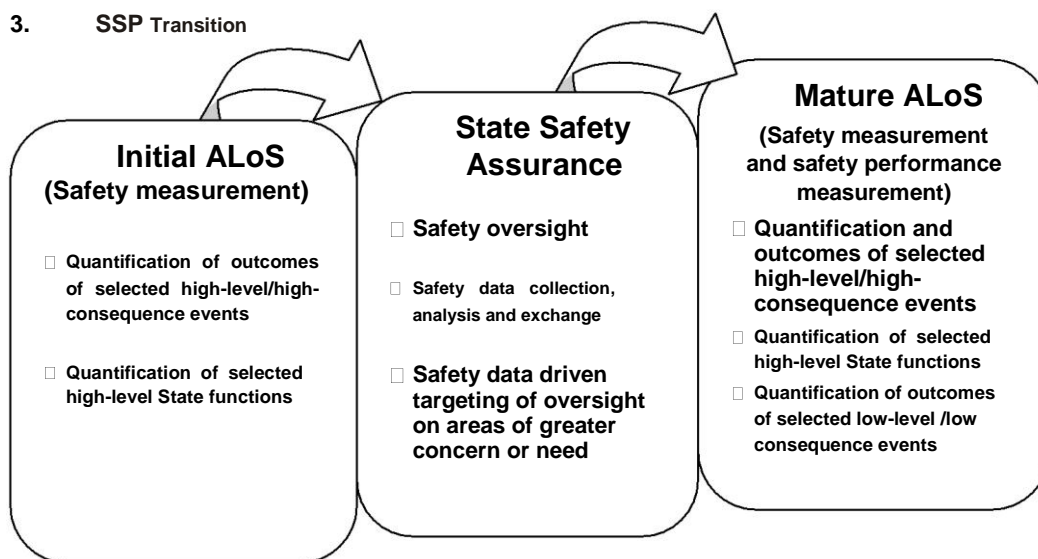 3. SSP Transition
Initial ALoS
(Safety measurement)
Quantification of outcomes
of selected high-level/high-
consequence events
Quantification of selected
high-level State functions
State Safety
Assurance
Safety oversight
Safety data collection,
analysis and exchange
Safety data driven
targeting of oversight
on areas of greater
concern or need
Mature ALoS
(Safety measurement
and safety performance
measurement)
Quantification and
outcomes of selected
high-level/high-
consequence events
Quantification of selected
high-level State functions
Quantification of outcomes
of selected low-level /low
consequence events